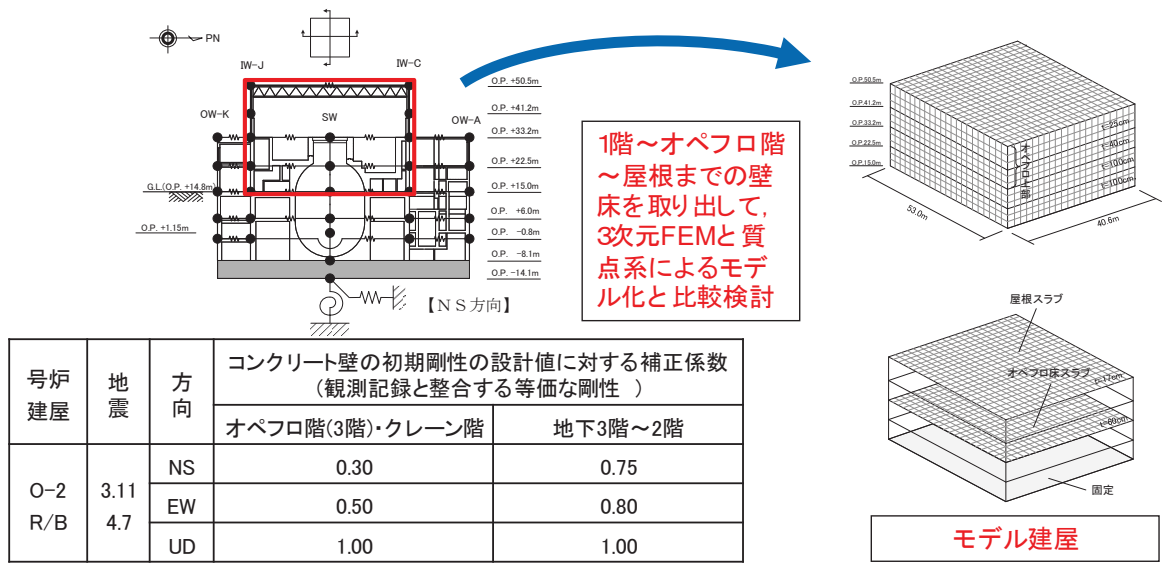 PN
IW-J
IW-C
OW-K
SW
OW-A
G.L.(O.P. +14.8m)
O.P. +1.15m
O.P. +50.5m
O.P. +41.2m
O.P. +33.2m
O.P. +22.5m
O.P. +15.0m
O.P. +6.0m
O.P. -0.8m
O.P. -8.1m
O.P. -14.1m
【NS方向】
1階～オペフロ階
～屋根までの壁
床を取り出して,
3次元FEMと質
点系によるモデ
ル化と比較検討
O.P.50.5m
O.P.41.2m
O.P.33.2m
O.P.22.5m
O.P.15.0m
オペフロ上部
t=25cm
t=40cm
t=100cm
t=100cm
53.0m
40.6m
屋根スラブ
オペフロ床スラブ
t=17cm
t=60cm
固定
モデル建屋
号炉
建屋
地
震
方
向
コンクリート壁の初期剛性の設計値に対する補正係数
(観測記録と整合する等価な剛性 )
オペフロ階(3階)・クレーン階 地下3階～2階
O-2
R/B
3.11
4.7
NS 0.30 0.75
EW 0.50 0.80
UD 1.00 1.00